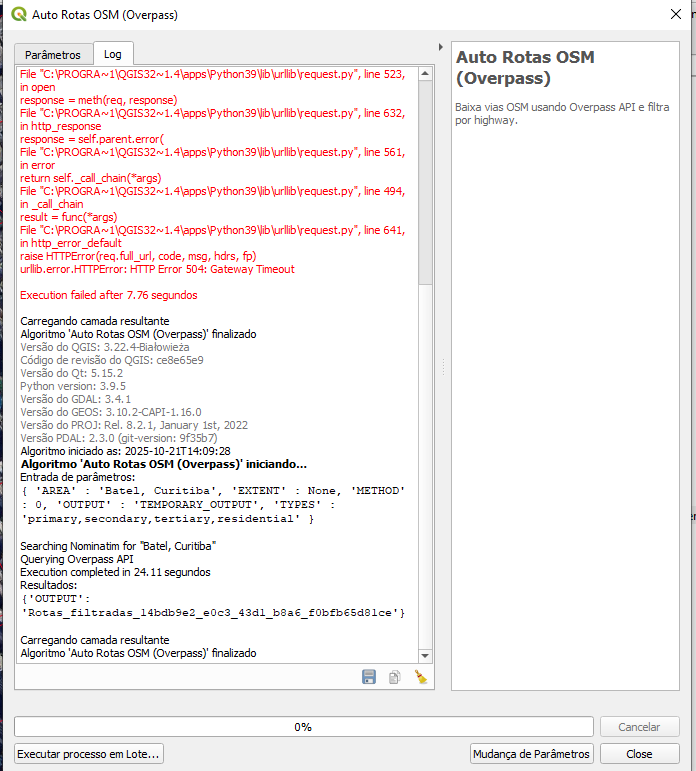 Auto Rotas OSM (Overpass)
Parâmetros
Log
File "C:\PROGRA~1\QGIS32~1.4\apps\Python39\lib\urllib\request.py", line 523,
in open
response = meth(req, response)
File "C:\PROGRA~1\QGIS32~1.4\apps\Python39\lib\urllib\request.py", line 632,
in http_response
response = self.parent.error(
File "C:\PROGRA~1\QGIS32~1.4\apps\Python39\lib\urllib\request.py", line 561,
in error
return self._call_chain(*args)
File "C:\PROGRA~1\QGIS32~1.4\apps\Python39\lib\urllib\request.py", line 494,
in _call_chain
result = func(*args)
File "C:\PROGRA~1\QGIS32~1.4\apps\Python39\lib\urllib\request.py", line 641,
in http_error_default
raise HTTPError(req.full_url, code, msg, hdrs, fp)
urllib.error.HTTPError: HTTP Error 504: Gateway Timeout
Execution failed after 7.76 segundos
Carregando camada resultante
Algoritmo 'Auto Rotas OSM (Overpass)' finalizado
Versão do QGIS: 3.22.4-Białowieża
Código de revisão do QGIS: ce8e65e9
Versão do Qt: 5.15.2
Python version: 3.9.5
Versão do GDAL: 3.4.1
Versão do GEOS: 3.10.2-CAPI-1.16.0
Versão do PROJ: Rel. 8.2.1, January 1st, 2022
Versão PDAL: 2.3.0 (git-version: 9f35b7)
Algoritmo iniciado as: 2025-10-21T14:09:28
Algoritmo 'Auto Rotas OSM (Overpass)' iniciando...
Entrada de parâmetros:
{ 'AREA' : 'Batel, Curitiba', 'EXTENT' : None, 'METHOD'
: 0, 'OUTPUT' : 'TEMPORARY_OUTPUT', 'TYPES' :
'primary,secondary,tertiary,residential' }
Searching Nominatim for "Batel, Curitiba"
Querying Overpass API
Execution completed in 24.11 segundos
Resultados:
{'OUTPUT':
'Rotas_filtradas_14bdb9e2_e0c3_43d1_b8a6_f0bfb65d81ce'}
Carregando camada resultante
Algoritmo 'Auto Rotas OSM (Overpass)' finalizado
Auto Rotas OSM
(Overpass)
Baixa vias OSM usando Overpass API e filtra
por highway.
0%
Cancelar
Executar processo em Lote...
Mudança de Parâmetros
Close